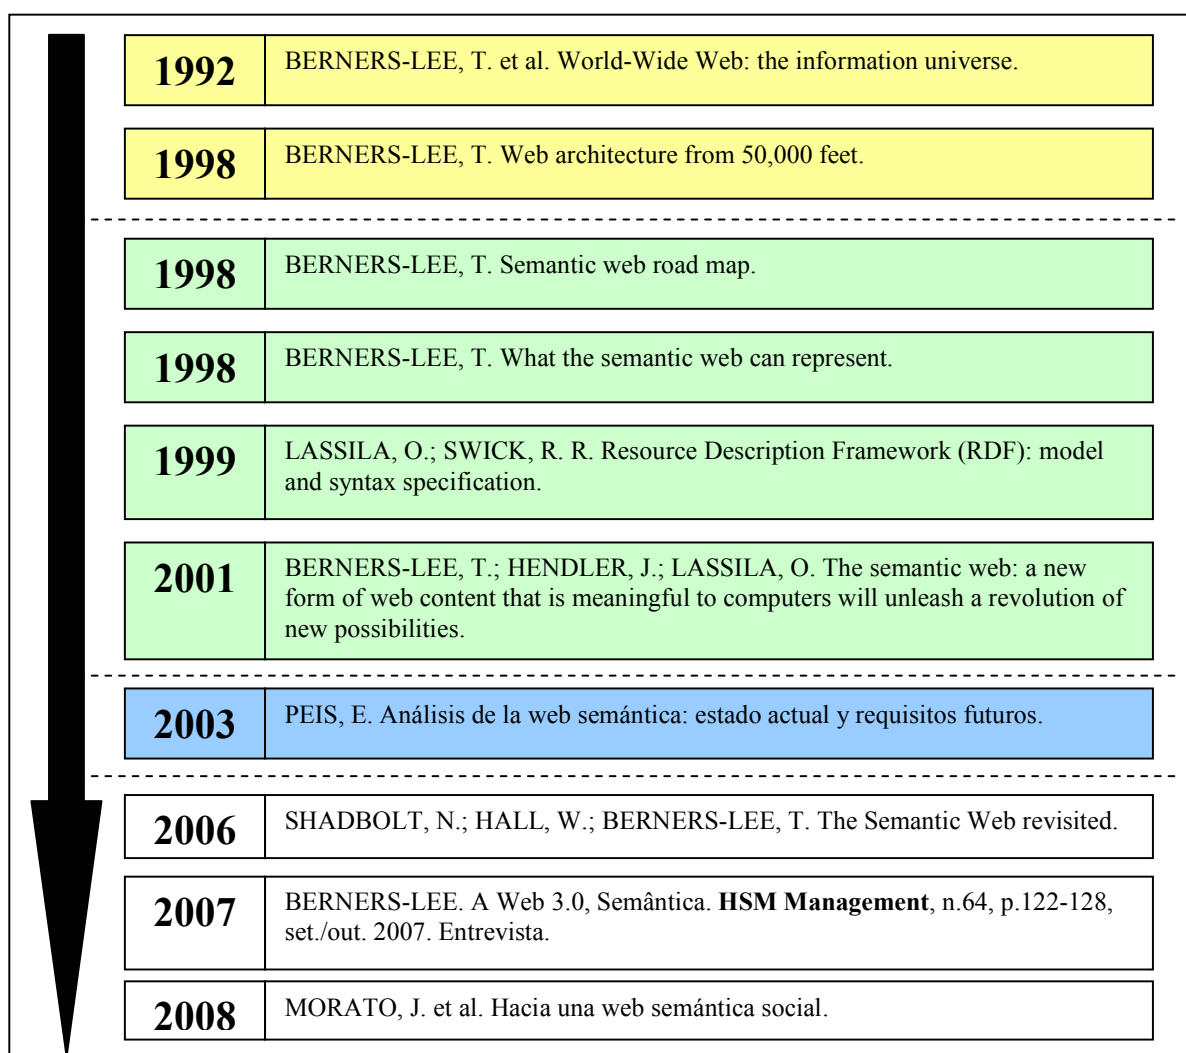 1992
BERNERS-LEE, T. et al. World-Wide Web: the information universe.
1998
BERNERS-LEE, T. Web architecture from 50,000 feet.
1998
BERNERS-LEE, T. Semantic web road map.
1998
BERNERS-LEE, T. What the semantic web can represent.
1999
LASSILA, O.; SWICK, R. R. Resource Description Framework (RDF): model
and syntax specification.
2001
BERNERS-LEE, T.; HENDLER, J.; LASSILA, O. The semantic web: a new
form of web content that is meaningful to computers will unleash a revolution of
new possibilities.
2003
PEIS, E. Análisis de la web semántica: estado actual y requisitos futuros.
2006
SHADBOLT, N.; HALL, W.; BERNERS-LEE, T. The Semantic Web revisited.
2007
BERNERS-LEE. A Web 3.0, Semântica. HSM Management, n.64, p.122-128,
set./out. 2007. Entrevista.
2008
MORATO, J. et al. Hacia una web semántica social.